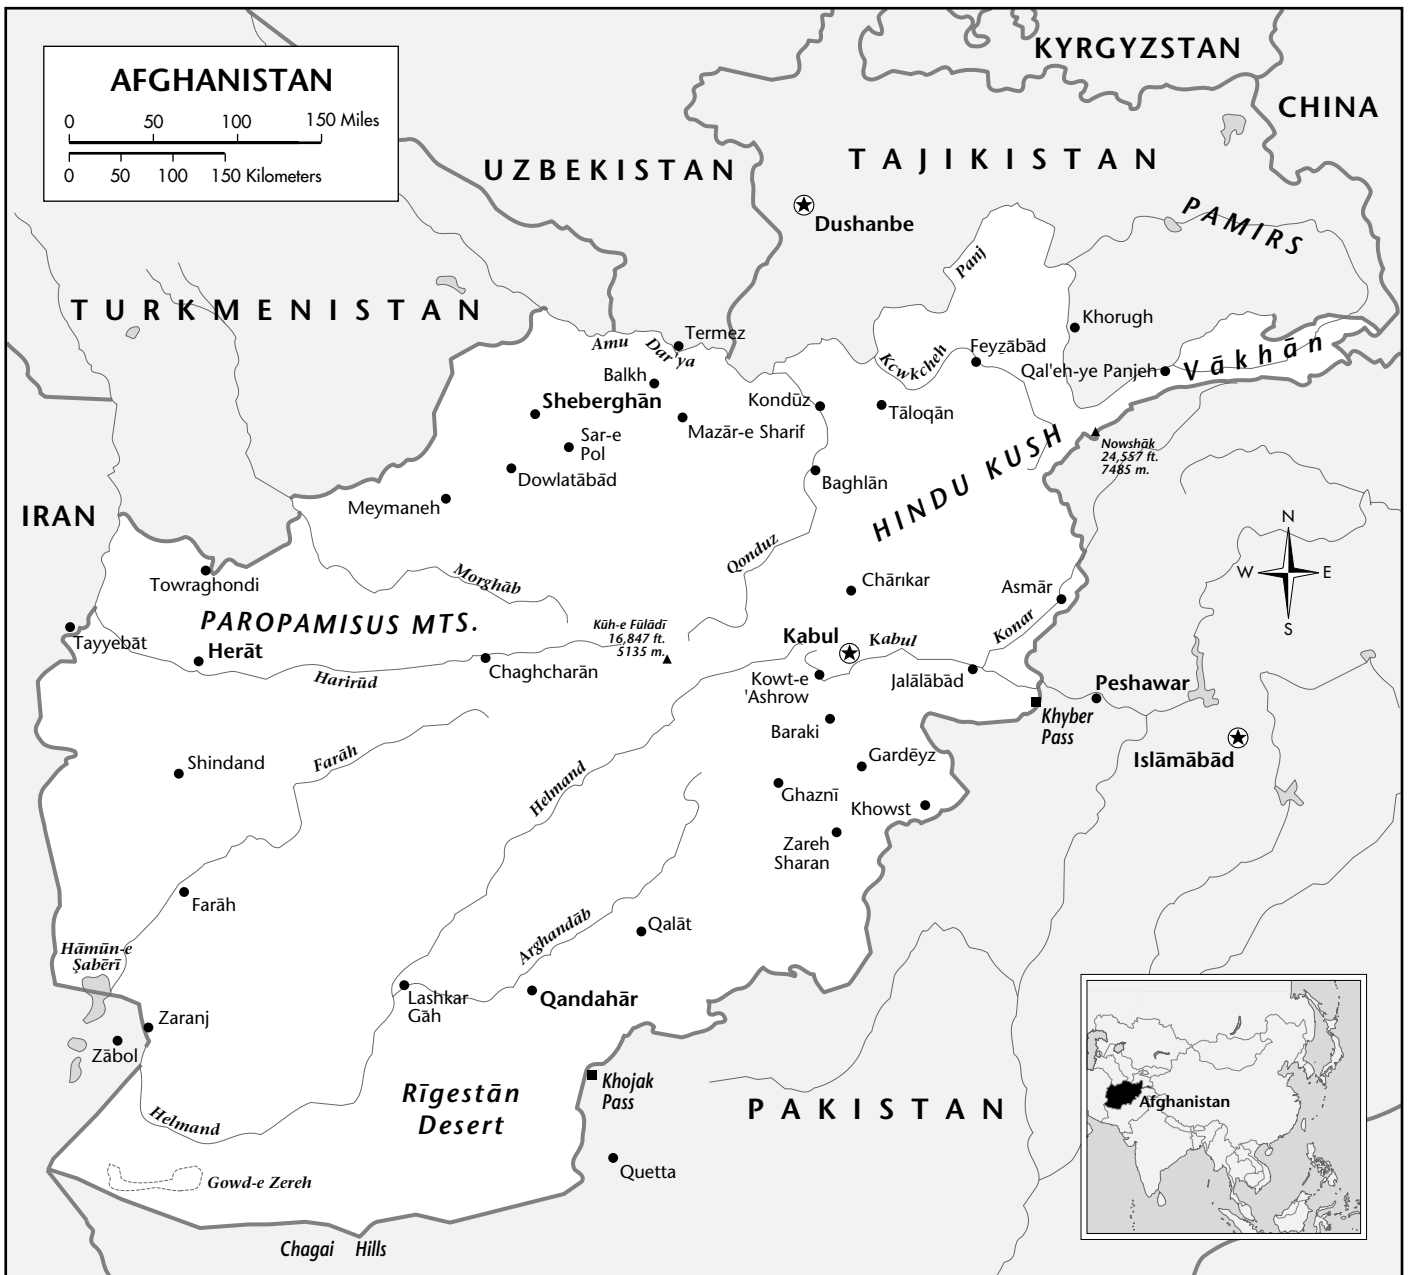 AFGHANISTAN
0 50 100 150 Miles
0 50 100 150 Kilometers
KYRGYZSTAN
CHINA
UZBEKISTAN
TAJIKISTAN
Dushanbe
PAMIRS
TURKMENISTAN
Panj
Khorugh
Termez
Amu Dar'ya
Kcwkcheh
Feyẕābād
Qal'eh-ye Panjeh
Vākhān
Balkh
Sheberghān
Kondūz
Tāloqān
Mazār-e Sharif
Sar-e
Pol
Nowshāk
24,557 ft.
7485 m.
HINDU KUSH
Dowlatābād
Baghlān
Meymaneh
IRAN
N
W E
S
Qonduz
Towraghondi
Morghāb
Chārıkar
Asmār
PAROPAMISUS MTS.
Kūh-e Fūlādī
16,847 ft.
5135 m.
Konar
Tayyebāt
Herāt
Kabul
Kabul
Chaghcharān
Harirūd
Kowt-e
'Ashrow
Jalālābād
Peshawar
Khyber
Pass
Baraki
Islāmābād
Shindand
Farāh
Gardēyz
Helmand
Ghaznī
Khowst
Zareh
Sharan
Farāh
Arghandāb
Qalāt
Hāmūn-e
Şabērī
Lashkar
Gāh
Qandahār
Zaranj
Zābol
Khojak
Pass
Rīgestān
Desert
PAKISTAN
Afghanistan
Helmand
Quetta
Gowd-e Zereh
Chagai Hills